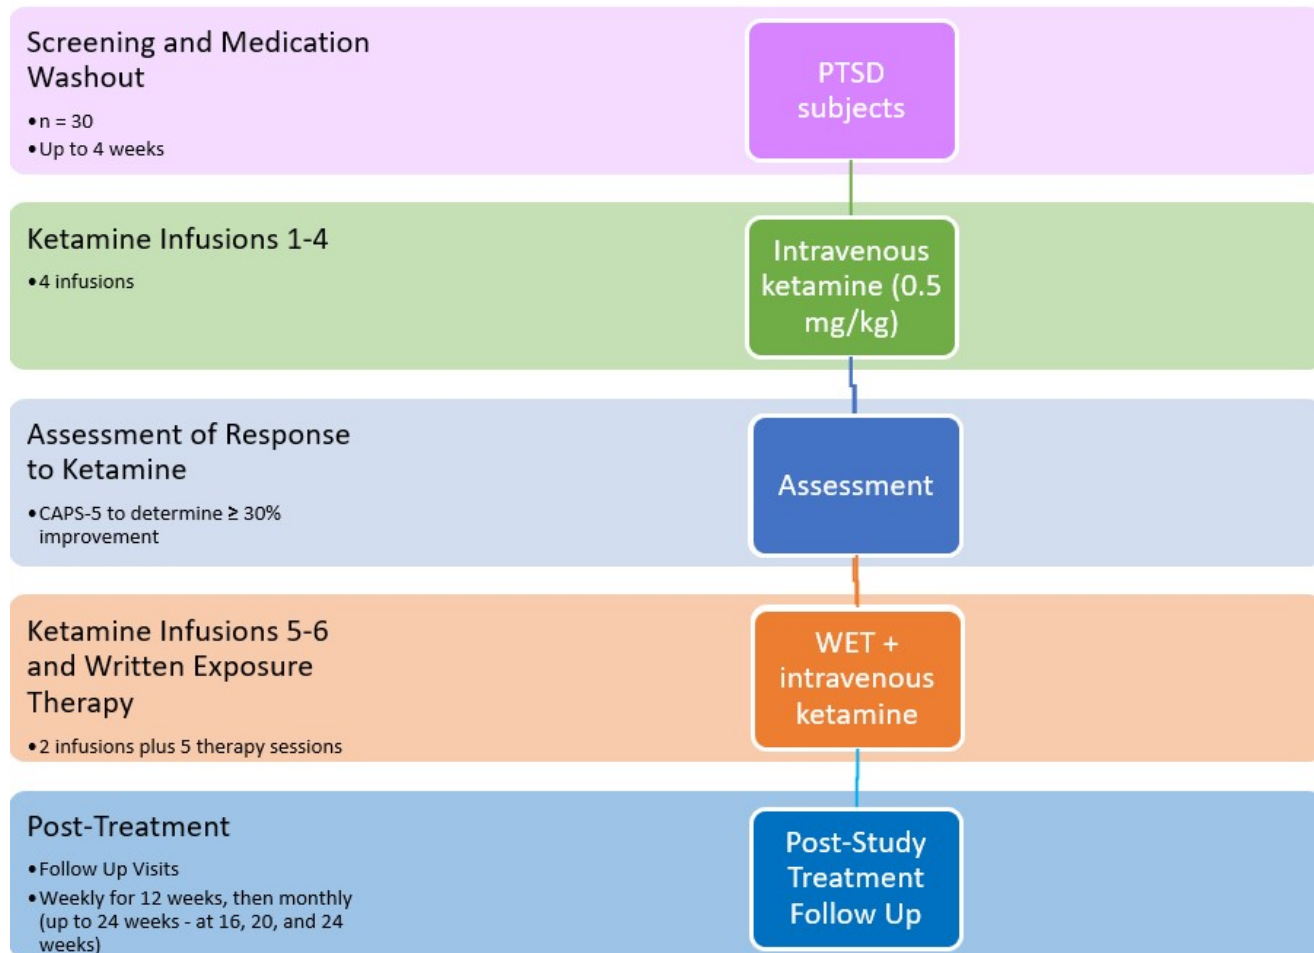 Screening and Medication
Washout
•n = 30
•Up to 4 weeks
PTSD
subjects
Ketamine Infusions 1-4
•4 infusions
Intravenous
ketamine (0.5
mg/kg)
Assessment of Response
to Ketamine
•CAPS-5 to determine ≥ 30%
improvement
Assessment
Ketamine Infusions 5-6
and Written Exposure
Therapy
•2 infusions plus 5 therapy sessions
WET +
intravenous
ketamine
Post-Treatment
•Follow Up Visits
•Weekly for 12 weeks, then monthly
(up to 24 weeks - at 16, 20, and 24
weeks)
Post-Study
Treatment
Follow Up